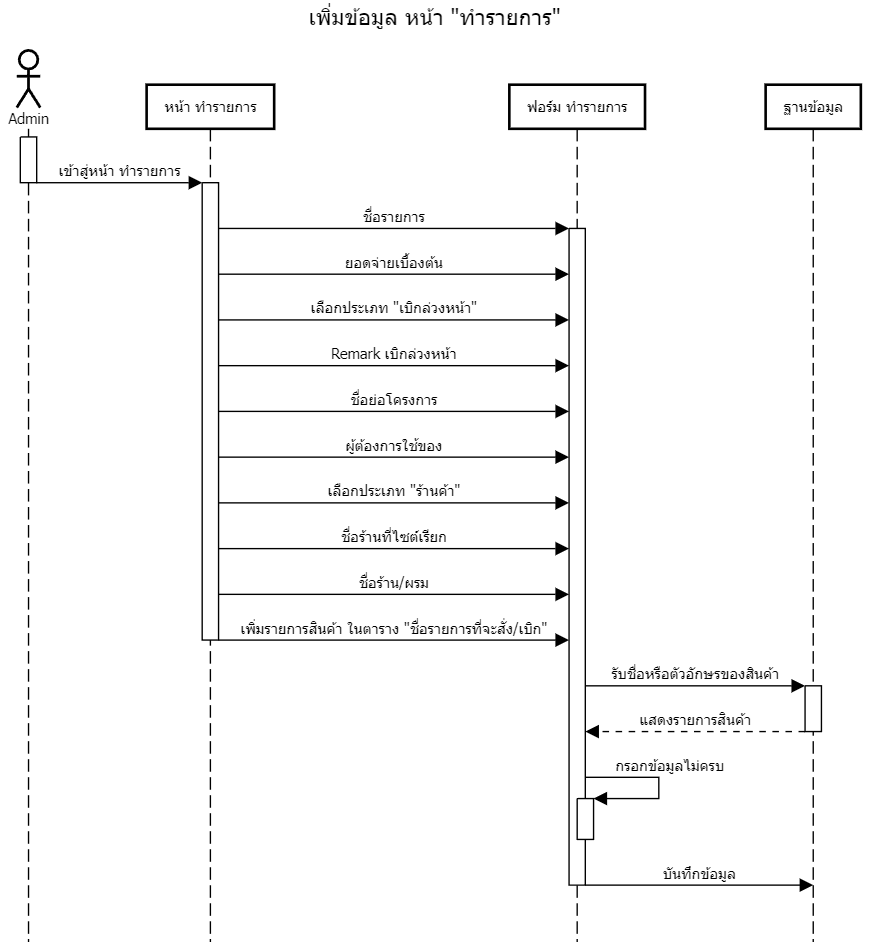 เพิ่มข้อมูล หน้า "ทำรายการ"
Admin
หน้า ทำรายการ
ฟอร์ม ทำรายการ
ฐานข้อมูล
เข้าสู่หน้า ทำรายการ
ชื่อรายการ
ยอดจ่ายเบื้องต้น
เลือกประเภท "เบิกล่วงหน้า"
Remark เบิกล่วงหน้า
ชื่อย่อโครงการ
ผู้ต้องการใช้ของ
เลือกประเภท "ร้านค้า"
ชื่อร้านที่ไซต์เรียก
ชื่อร้าน/ผรม
เพิ่มรายการสินค้า ในตาราง "ชื่อรายการที่จะสั่ง/เบิก"
รับชื่อหรือตัวอักษรของสินค้า
แสดงรายการสินค้า
กรอกข้อมูลไม่ครบ
บันทึกข้อมูล